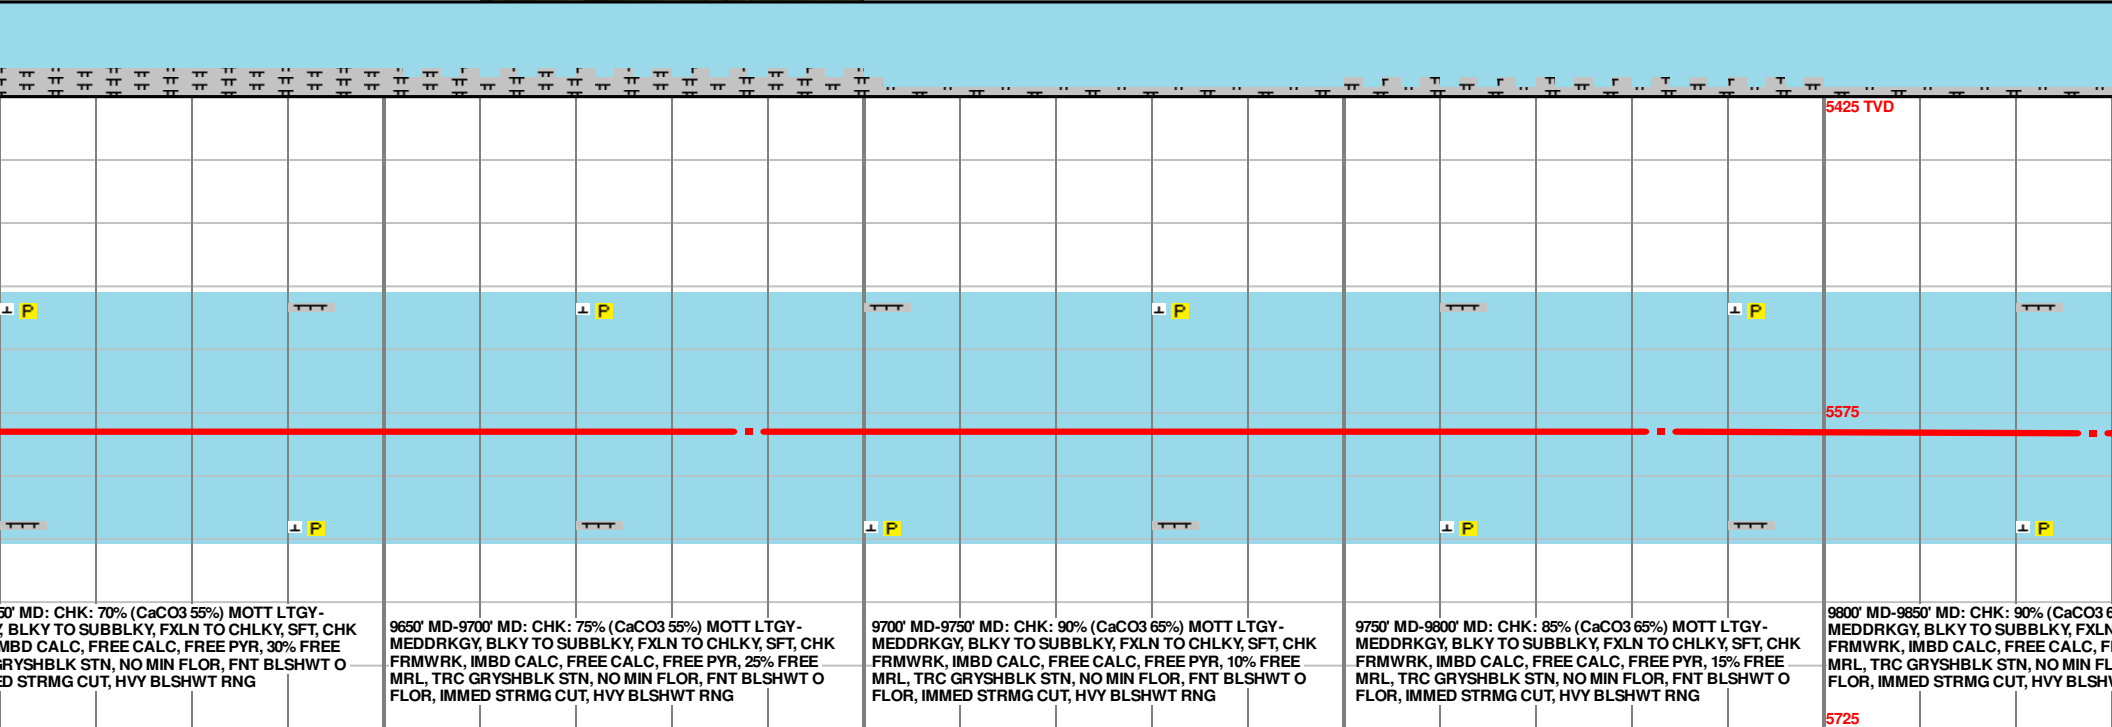 5425 TVD
P P P P
5575
P P P P
50' MD: CHK: 70% (CaCO3 55%) MOTT LTGY-
, BLKY TO SUBBLKY, FXLN TO CHLKY, SFT, CHK
MBD CALC, FREE CALC, FREE PYR, 30% FREE
GRYSHBLK STN, NO MIN FLOR, FNT BLSHWT O
ED STRMG CUT, HVY BLSHWT RNG
9650' MD-9700' MD: CHK: 75% (CaCO3 55%) MOTT LTGY-
MEDDRKGY, BLKY TO SUBBLKY, FXLN TO CHLKY, SFT, CHK
FRMWRK, IMBD CALC, FREE CALC, FREE PYR, 25% FREE
MRL, TRC GRYSHBLK STN, NO MIN FLOR, FNT BLSHWT O
FLOR, IMMED STRMG CUT, HVY BLSHWT RNG
9700' MD-9750' MD: CHK: 90% (CaCO3 65%) MOTT LTGY-
MEDDRKGY, BLKY TO SUBBLKY, FXLN TO CHLKY, SFT, CHK
FRMWRK, IMBD CALC, FREE CALC, FREE PYR, 10% FREE
MRL, TRC GRYSHBLK STN, NO MIN FLOR, FNT BLSHWT O
FLOR, IMMED STRMG CUT, HVY BLSHWT RNG
9750' MD-9800' MD: CHK: 85% (CaCO3 65%) MOTT LTGY-
MEDDRKGY, BLKY TO SUBBLKY, FXLN TO CHLKY, SFT, CHK
FRMWRK, IMBD CALC, FREE CALC, FREE PYR, 15% FREE
MRL, TRC GRYSHBLK STN, NO MIN FLOR, FNT BLSHWT O
FLOR, IMMED STRMG CUT, HVY BLSHWT RNG
9800' MD-9850' MD: CHK: 90% (CaCO3
MEDDRKGY, BLKY TO SUBBLKY, FXLN
FRMWRK, IMBD CALC, FREE CALC,
MRL, TRC GRYSHBLK STN, NO MIN
FLOR, IMMED STRMG CUT, HVY
5725